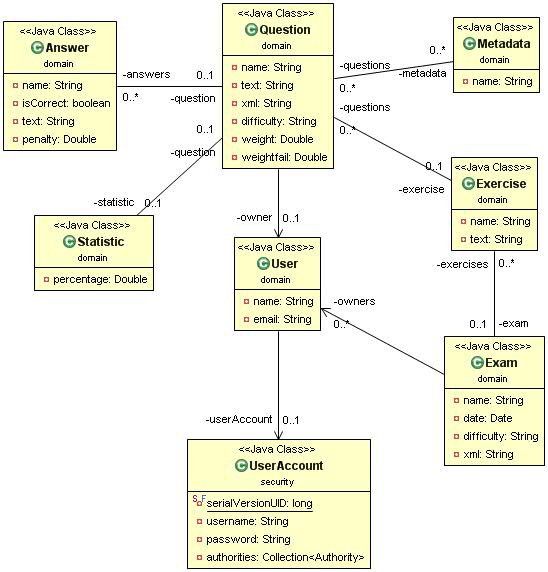 <<Java Class>>
Answer
domain
name: String
isCorrect: boolean
text: String
penalty: Double
-answers
0..1
0..*
-question
<<Java Class>>
Question
domain
name: String
text: String
xml: String
difficulty: String
weight: Double
weightfail: Double
-questions
0..*
0..*
-metadata
<<Java Class>>
Metadata
domain
name: String
-questions
0..*
0..1
-exercise
<<Java Class>>
Exercise
domain
name: String
text: String
0..1
-question
-statistic
0..1
<<Java Class>>
Statistic
domain
percentage: Double
-owner
0..1
<<Java Class>>
User
domain
name: String
email: String
-owners
0..*
-exercises
0..*
0..1
-exam
<<Java Class>>
Exam
domain
name: String
date: Date
difficulty: String
xml: String
-userAccount
0..1
<<Java Class>>
UserAccount
security
S F
serialVersionUID: long
username: String
password: String
authorities: Collection<Authority>